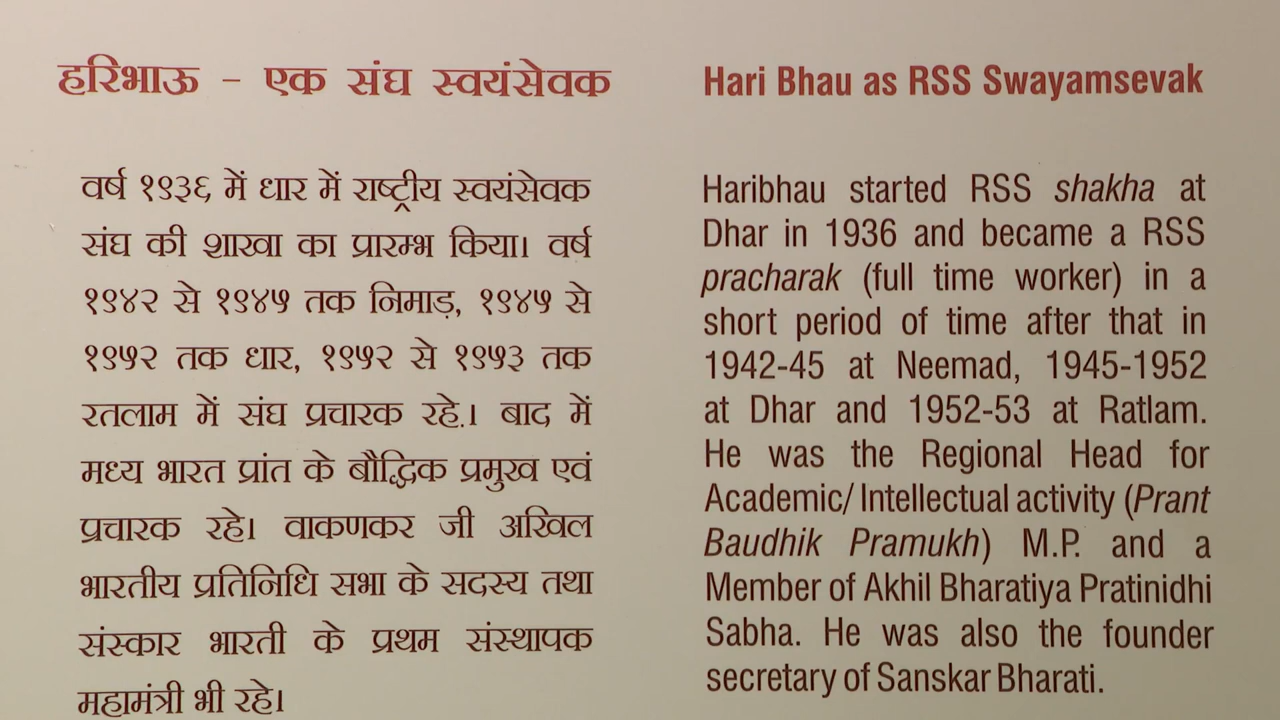 हरिभाऊ - एक संघ स्वयंसेवक
वर्ष १९३६ में धार में राष्ट्रीय स्वयंसेवक
संघ की शाखा का प्रारम्भ किया। वर्ष
१९४२ से १९४५ तक निमाड़, १९४५ से
१९५२ तक धार, १९५२ से १९५३ तक
रतलाम में संघ प्रचारक रहे.। बाद में
मध्य भारत प्रांत के बौद्धिक प्रमुख एवं
प्रचारक रहे। वाकणकर जी अखिल
भारतीय प्रतिनिधि सभा के सदस्य तथा
संस्कार भारती के प्रथम संस्थापक
महामंत्री भी रहे।
Hari Bhau as RSS Swayamsevak
Haribhau started RSS shakha at
Dhar in 1936 and became a RSS
pracharak (full time worker) in a
short period of time after that in
1942-45 at Neemad, 1945-1952
at Dhar and 1952-53 at Ratlam.
He was the Regional Head for
Academic/ Intellectual activity (Prant
Baudhik Pramukh) M.P. and a
Member of Akhil Bharatiya Pratinidhi
Sabha. He was also the founder
secretary of Sanskar Bharati.